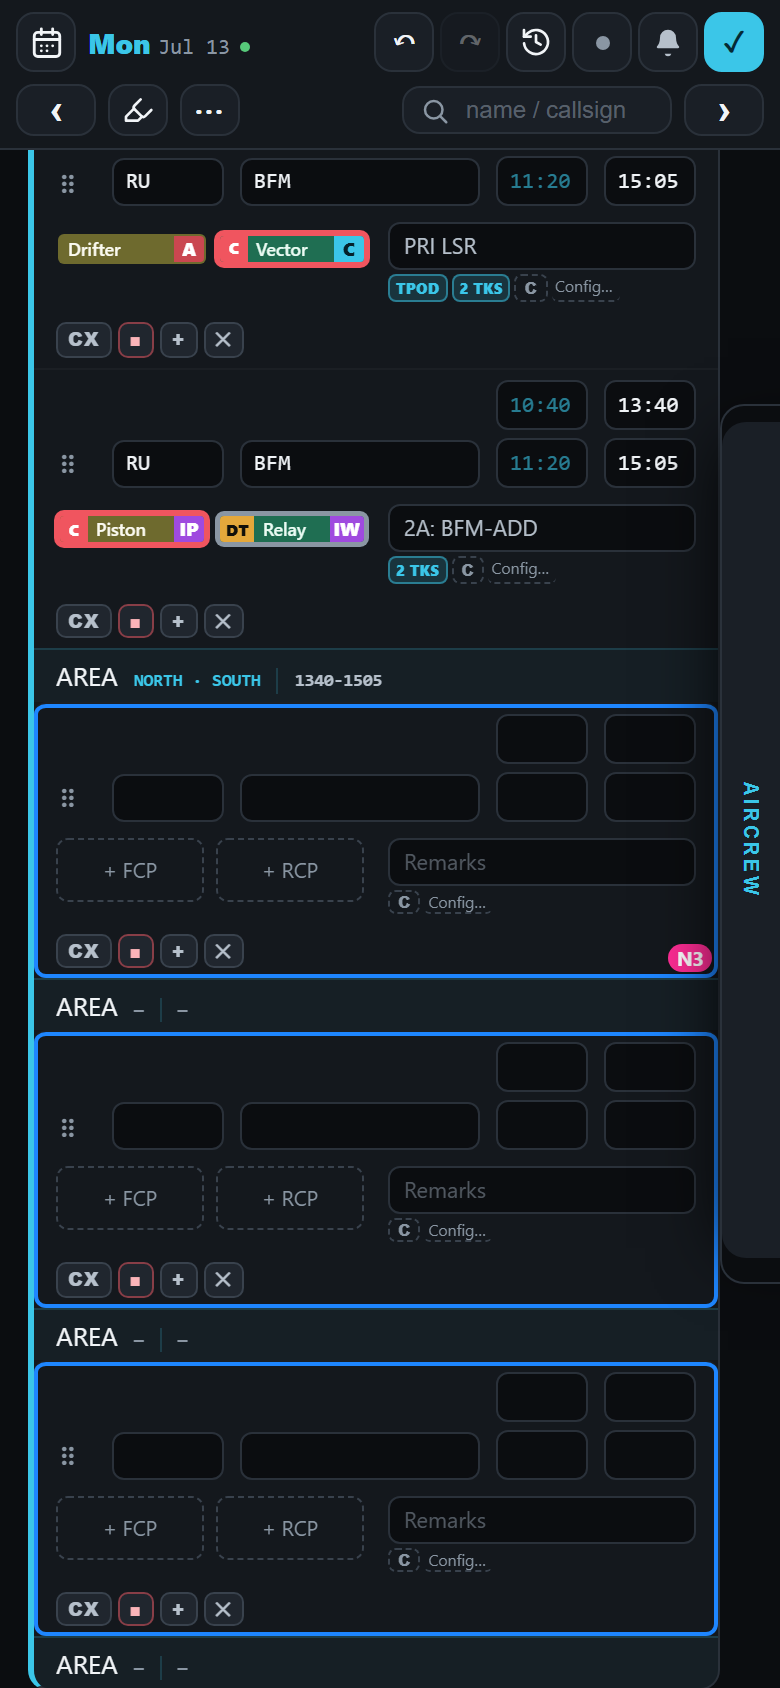 Mon Jul 13
name / callsign
RU BFM 11:20 15:05
Drifter A C Vector C PRI LSR
TPOD 2 TKS C Config...
CX +
10:40 13:40
RU BFM 11:20 15:05
C Piston IP DT Relay IW 2A: BFM-ADD
2 TKS C Config...
CX +
AREA NORTH · SOUTH 1340-1505
+ FCP + RCP Remarks
C Config...
CX +
N3
AREA – –
+ FCP + RCP Remarks
C Config...
CX +
AREA – –
+ FCP + RCP Remarks
C Config...
CX +
AREA – –
AIRCREW